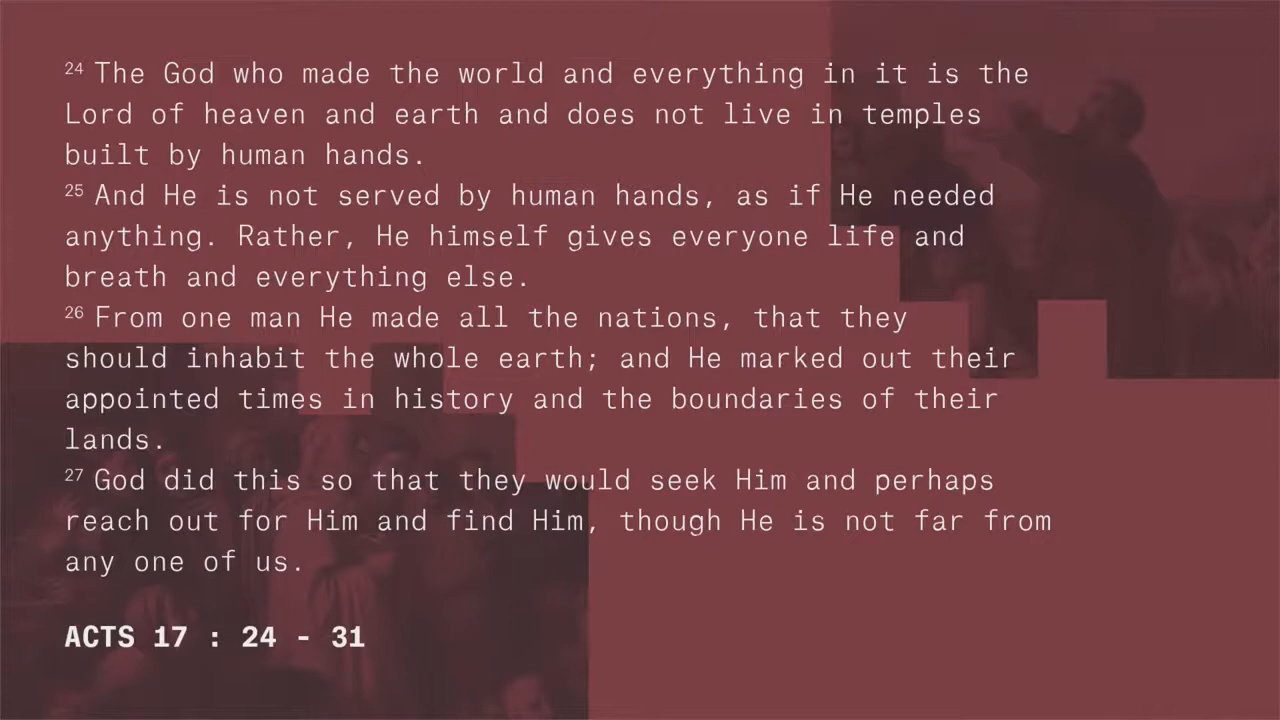 24 The God who made the world and everything in it is the
Lord of heaven and earth and does not live in temples
built by human hands.
25 And He is not served by human hands, as if He needed
anything. Rather, He himself gives everyone life and
breath and everything else.
26 From one man He made all the nations, that they
should inhabit the whole earth; and He marked out their
appointed times in history and the boundaries of their
lands.
27 God did this so that they would seek Him and perhaps
reach out for Him and find Him, though He is not far from
any one of us.
ACTS 17 : 24 - 31